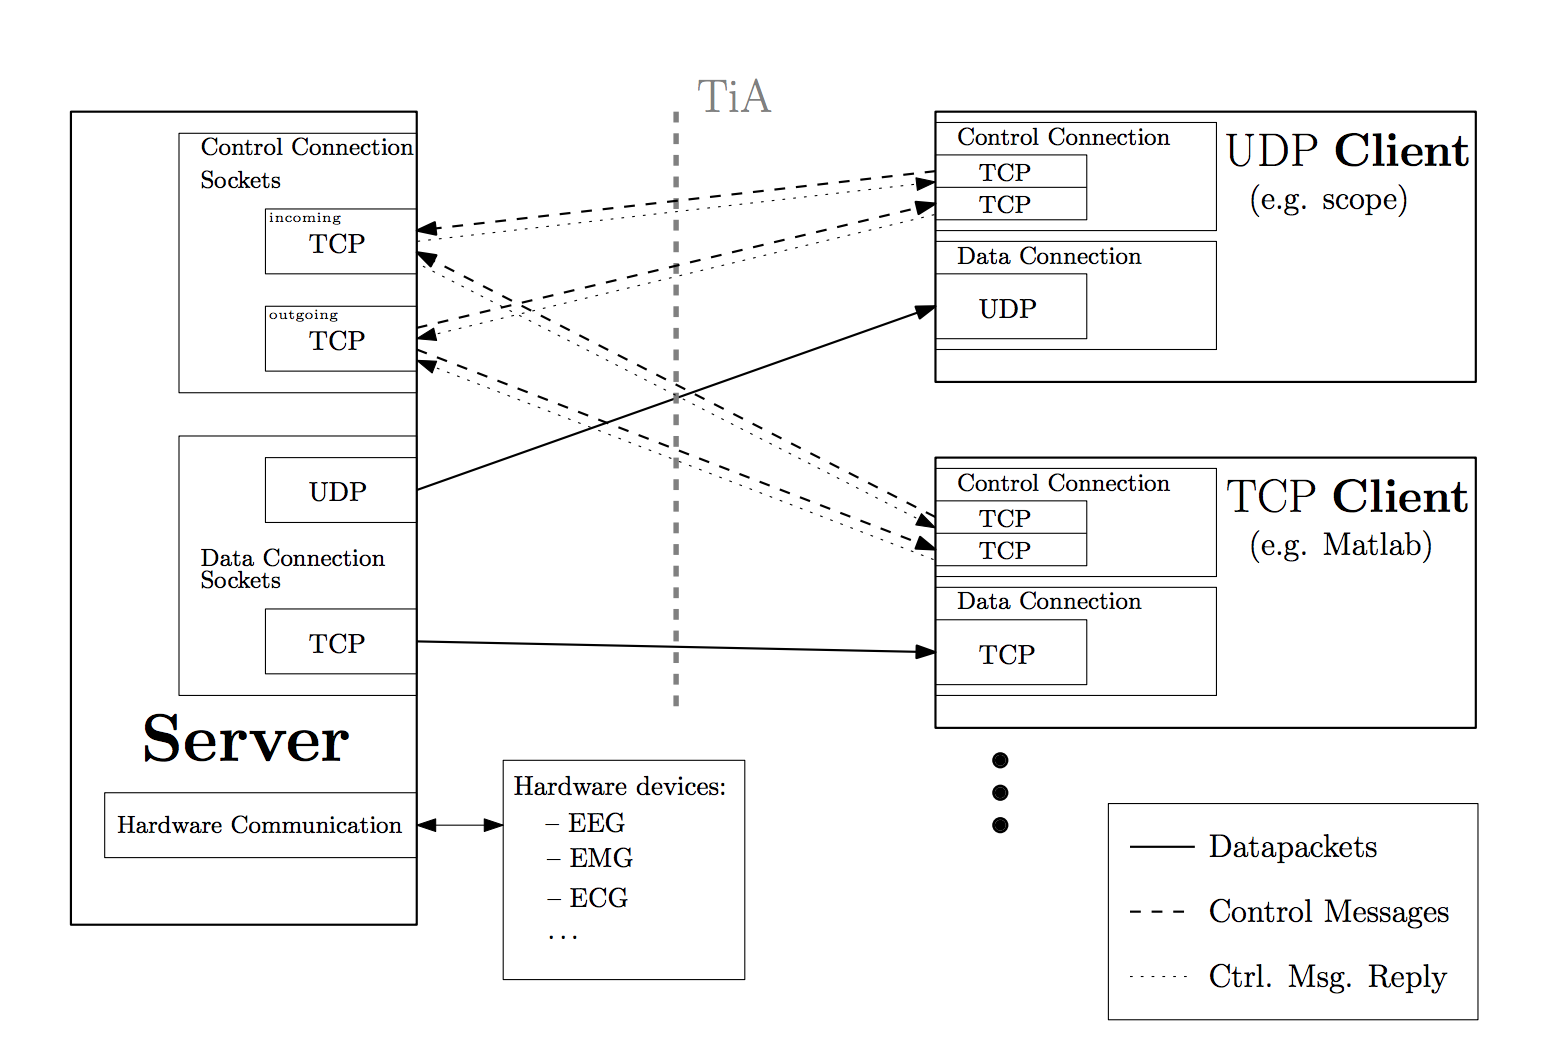 TiA
Control Connection
Sockets
incoming
TCP
outgoing
TCP
UDP
Data Connection
Sockets
TCP
Server
Hardware Communication
Hardware devices:
– EEG
– EMG
– ECG
...
Control Connection
TCP
TCP
Data Connection
UDP
UDP Client
(e.g. scope)
Control Connection
TCP
TCP
Data Connection
TCP
TCP Client
(e.g. Matlab)
Datapackets
Control Messages
Ctrl. Msg. Reply